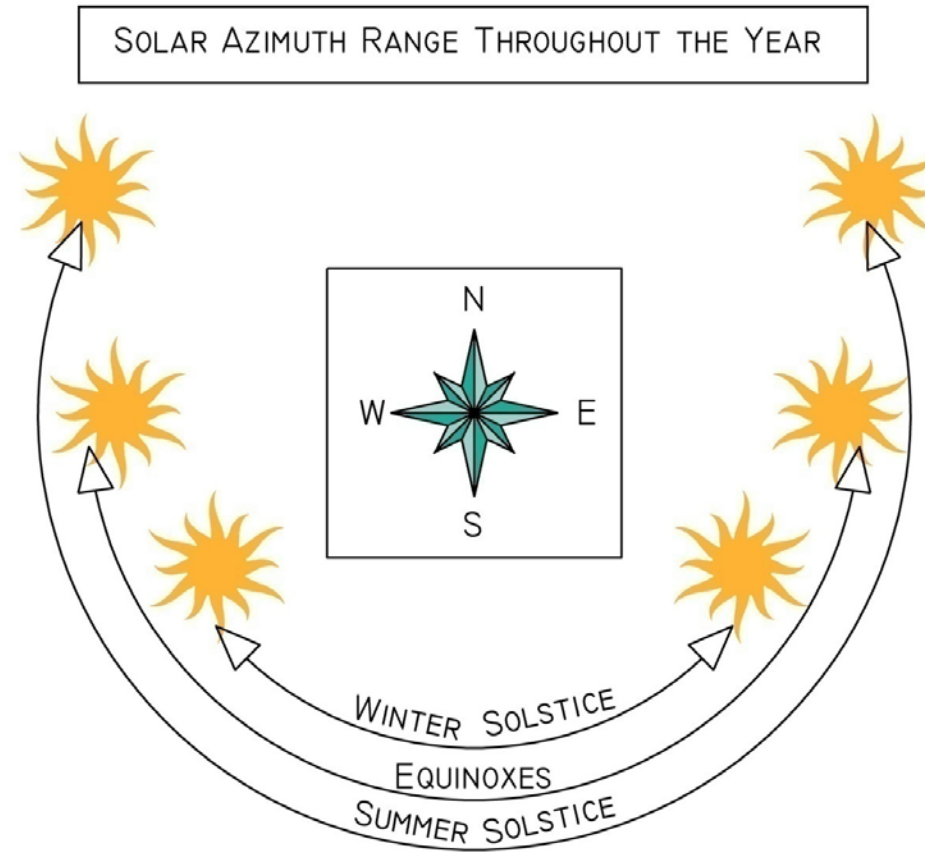 SOLAR AZIMUTH RANGE THROUGHOUT THE YEAR
N
W
E
S
WINTER SOLSTICE
EQUINOXES
SUMMER SOLSTICE